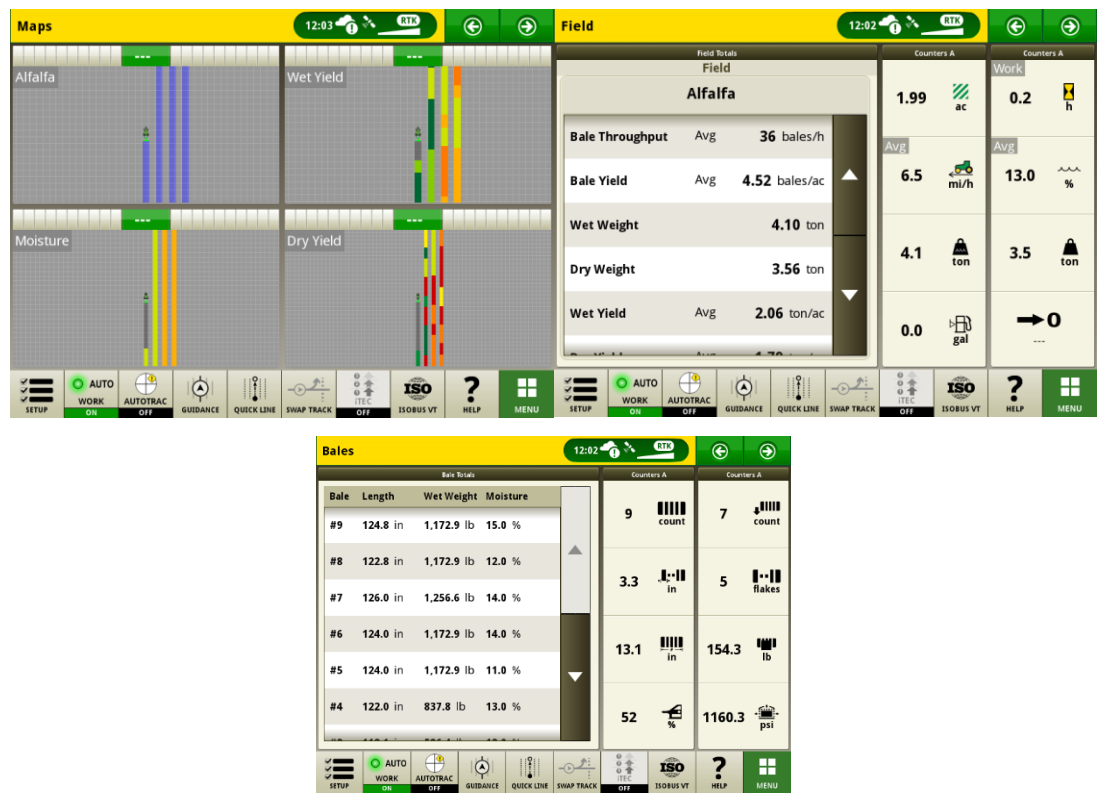 Maps
12:03
RTK
---
Alfalfa
---
Wet Yield
---
Moisture
---
Dry Yield
SETUP
AUTO
WORK
ON
AUTOTRAC
OFF
GUIDANCE
QUICK LINE
SWAP TRACK
iTEC
OFF
ISO
ISOBUS VT
?
HELP
MENU
Field
12:02
RTK
Field Totals
Field
Alfalfa
Bale Throughput Avg 36 bales/h
Bale Yield Avg 4.52 bales/ac
Wet Weight 4.10 ton
Dry Weight 3.56 ton
Wet Yield Avg 2.06 ton/ac
Counters A
1.99 ac
Avg
6.5 mi/h
4.1 ton
0.0 gal
Counters A
Work
0.2 h
Avg
13.0 %
3.5 ton
0
---
SETUP
AUTO
WORK
ON
AUTOTRAC
OFF
GUIDANCE
QUICK LINE
SWAP TRACK
iTEC
OFF
ISO
ISOBUS VT
?
HELP
MENU
Bales
12:02
RTK
Bale Totals
Bale Length Wet Weight Moisture
#9 124.8 in 1,172.9 lb 15.0 %
#8 122.8 in 1,172.9 lb 12.0 %
#7 126.0 in 1,256.6 lb 14.0 %
#6 124.0 in 1,172.9 lb 14.0 %
#5 124.0 in 1,172.9 lb 11.0 %
#4 122.0 in 837.8 lb 13.0 %
Counters A
9 count
3.3 in
13.1 in
52 %
Counters A
7 count
5 flakes
154.3 lb
1160.3 psi
SETUP
AUTO
WORK
ON
AUTOTRAC
OFF
GUIDANCE
QUICK LINE
SWAP TRACK
iTEC
OFF
ISO
ISOBUS VT
?
HELP
MENU